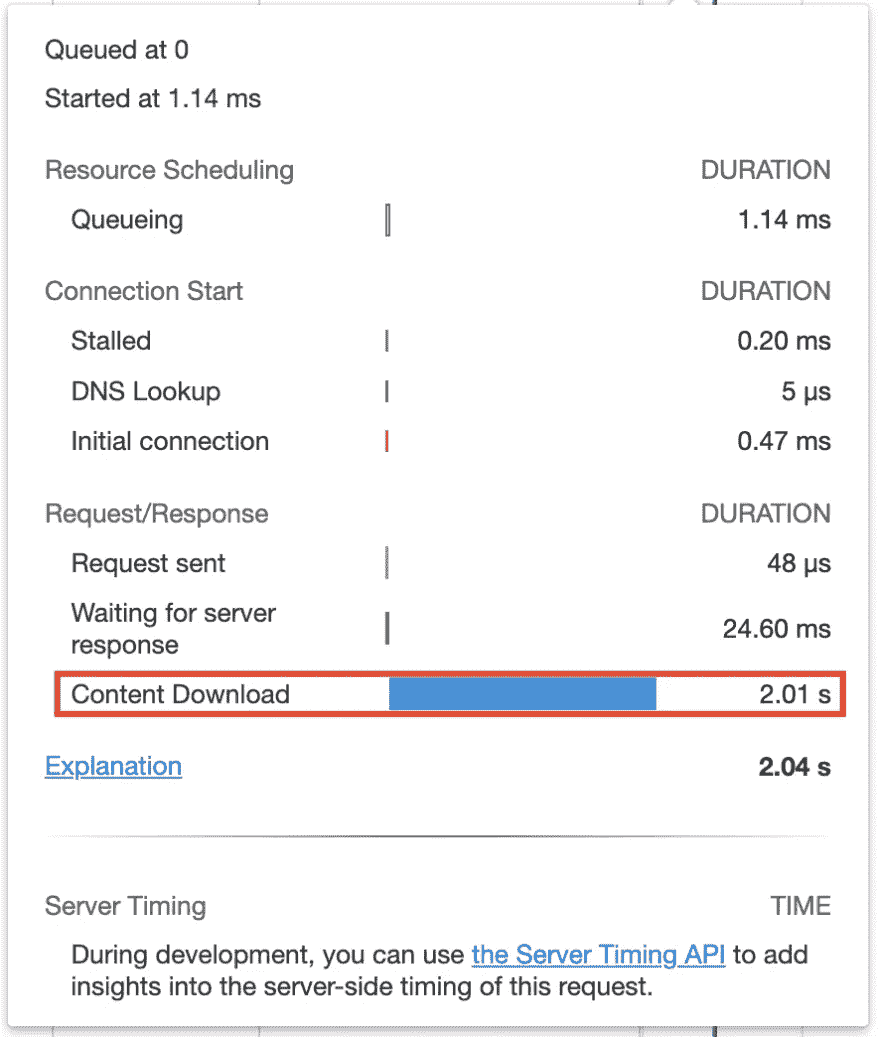 Queued at 0
Started at 1.14 ms
Resource Scheduling DURATION
Queueing 1.14 ms
Connection Start DURATION
Stalled 0.20 ms
DNS Lookup 5 µs
Initial connection 0.47 ms
Request/Response DURATION
Request sent 48 µs
Waiting for server
response 24.60 ms
Content Download 2.01 s
Explanation 2.04 s
Server Timing TIME
During development, you can use the Server Timing API to add
insights into the server-side timing of this request.